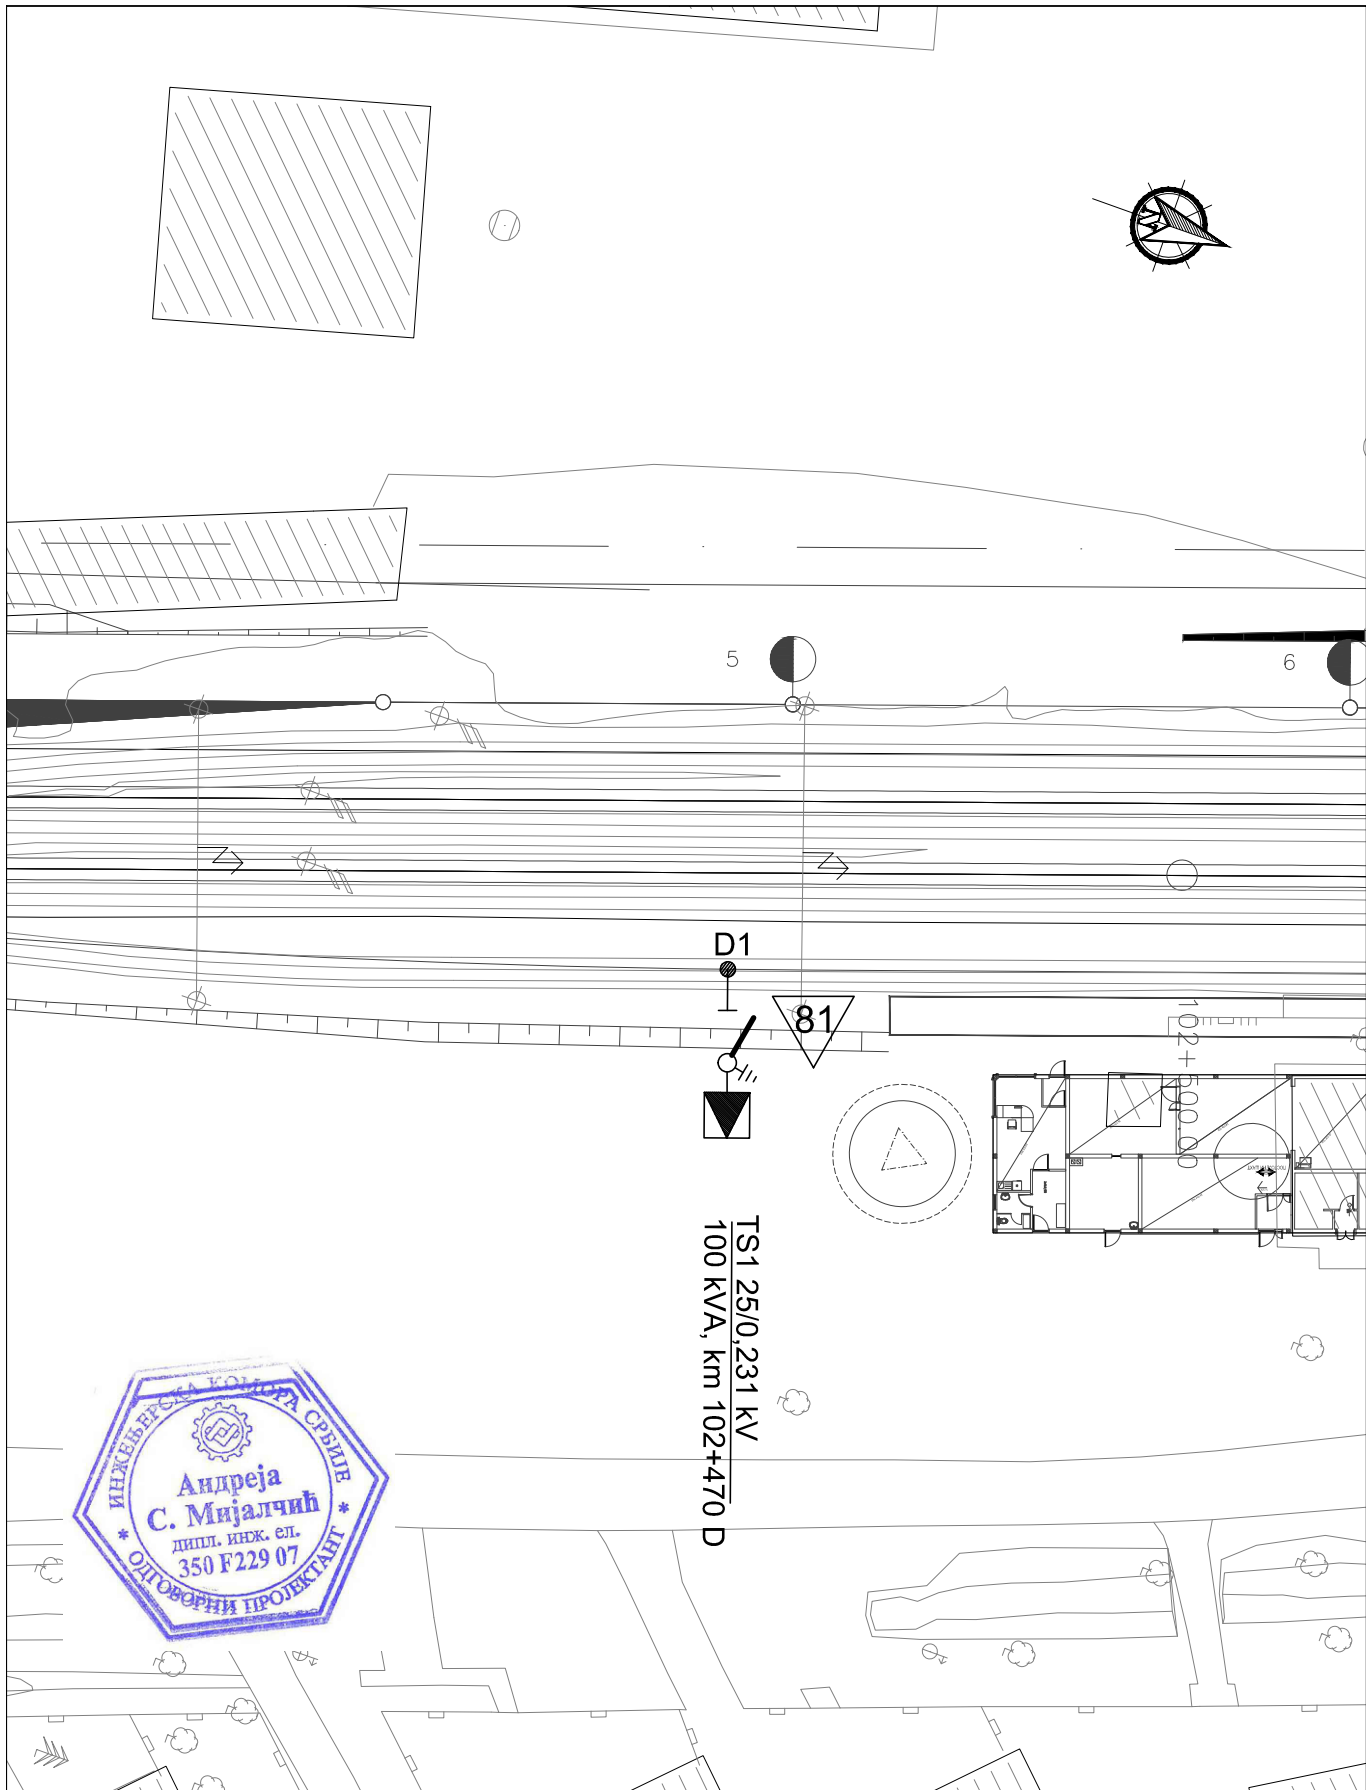 5
6
D1
81
102+500.00
TS1 25/0,231 kV
100 kVA, km 102+470 D
ИНЖЕЊЕРСКА КОМОРА СРБИЈЕ
Андреја
С. Мијалчић
дипл. инж. ел.
350 F229 07
* ОДГОВОРНИ ПРОЈЕКТАНТ *